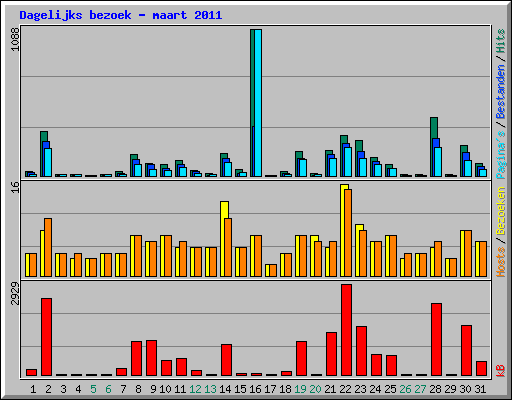 Dagelijks bezoek - maart 2011
1088
16
2929
Pagina's / Bestanden / Hits
Hosts / Bezoeken
kB
1 2 3 4 5 6 7 8 9 10 11 12 13 14 15 16 17 18 19 20 21 22 23 24 25 26 27 28 29 30 31